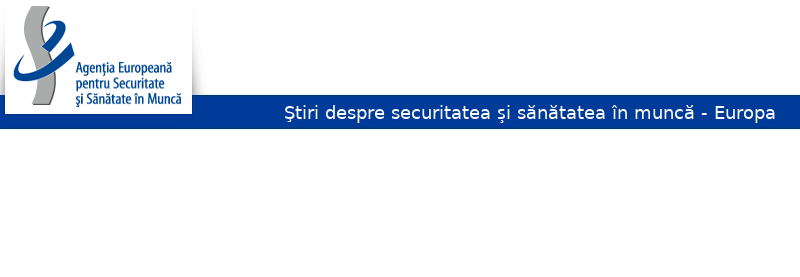 Agenţia Europeană
pentru Securitate
şi Sănătate în Muncă
Ştiri despre securitatea şi sănătatea în muncă - Europa